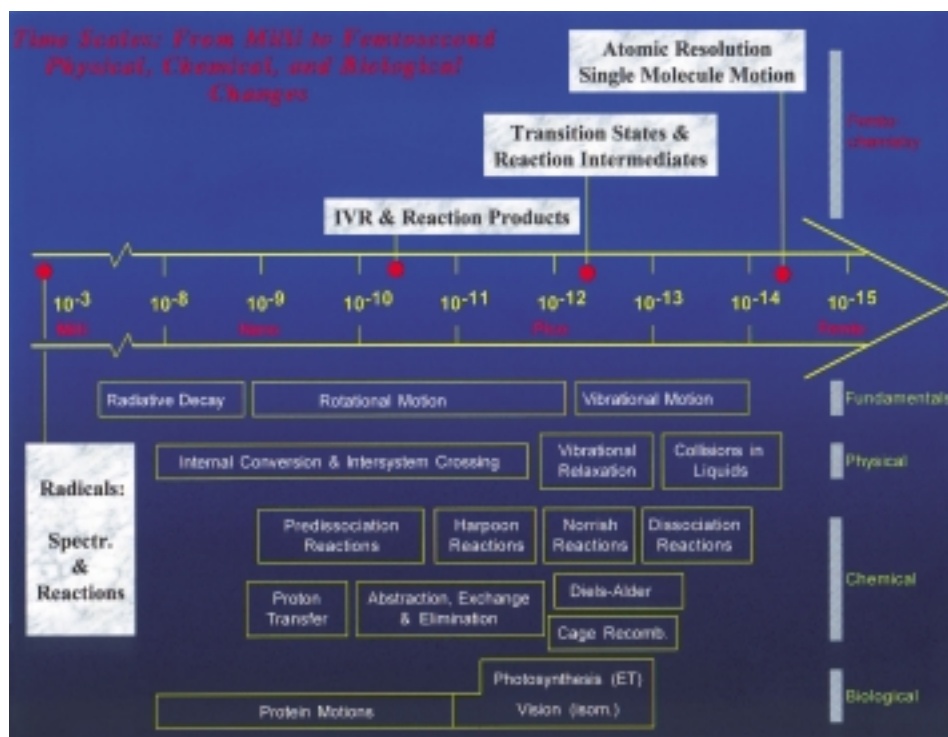 Time Scales: From Milli to Femtosecond
Physical, Chemical, and Biological
Changes
Atomic Resolution
Single Molecule Motion
Femto-
chemistry
Transition States &
Reaction Intermediates
IVR & Reaction Products
10-3 10-8 10-9 10-10 10-11 10-12 10-13 10-14 10-15
Milli Nano Pico Femto
Radiative Decay Rotational Motion Vibrational Motion Fundamentals
Radicals:
Spectr.
&
Reactions
Internal Conversion & Intersystem Crossing
Vibrational
Relaxation
Collisions in
Liquids
Physical
Predissociation
Reactions
Harpoon
Reactions
Norrish
Reactions
Dissociation
Reactions
Chemical
Proton
Transfer
Abstraction, Exchange
& Elimination
Diels-Alder
Cage Recomb.
Photosynthesis (ET)
Vision (isom.)
Protein Motions
Biological